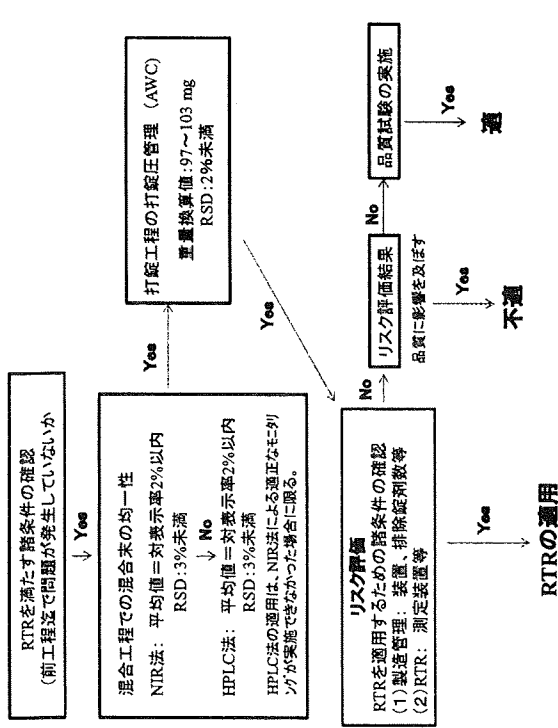 RTRを満たす諸条件の確認
(前工程迄で問題が発生していないか
Yes
混合工程での混合末の均一性
NIR法: 平均値=対表示率2%以内
RSD:3%未満
No
HPLC法: 平均値=対表示率2%以内
RSD:3%未満
HPLC法の適用は、NIR法による適正なモニタリ
ングが実施できなかった場合に限る。
Yes
打錠工程の打錠圧管理 (AWC)
重量換算値:97~103 mg
RSD:2%未満
Yes
リスク評価
RTRを適用するための諸条件の確認
(1)製造管理: 装置、排除錠剤数等
(2)RTR: 測定装置等
Yes
RTRの適用
No
リスク評価結果
品質に影響を及ぼす
Yes
不適
No
品質試験の実施
Yes
適